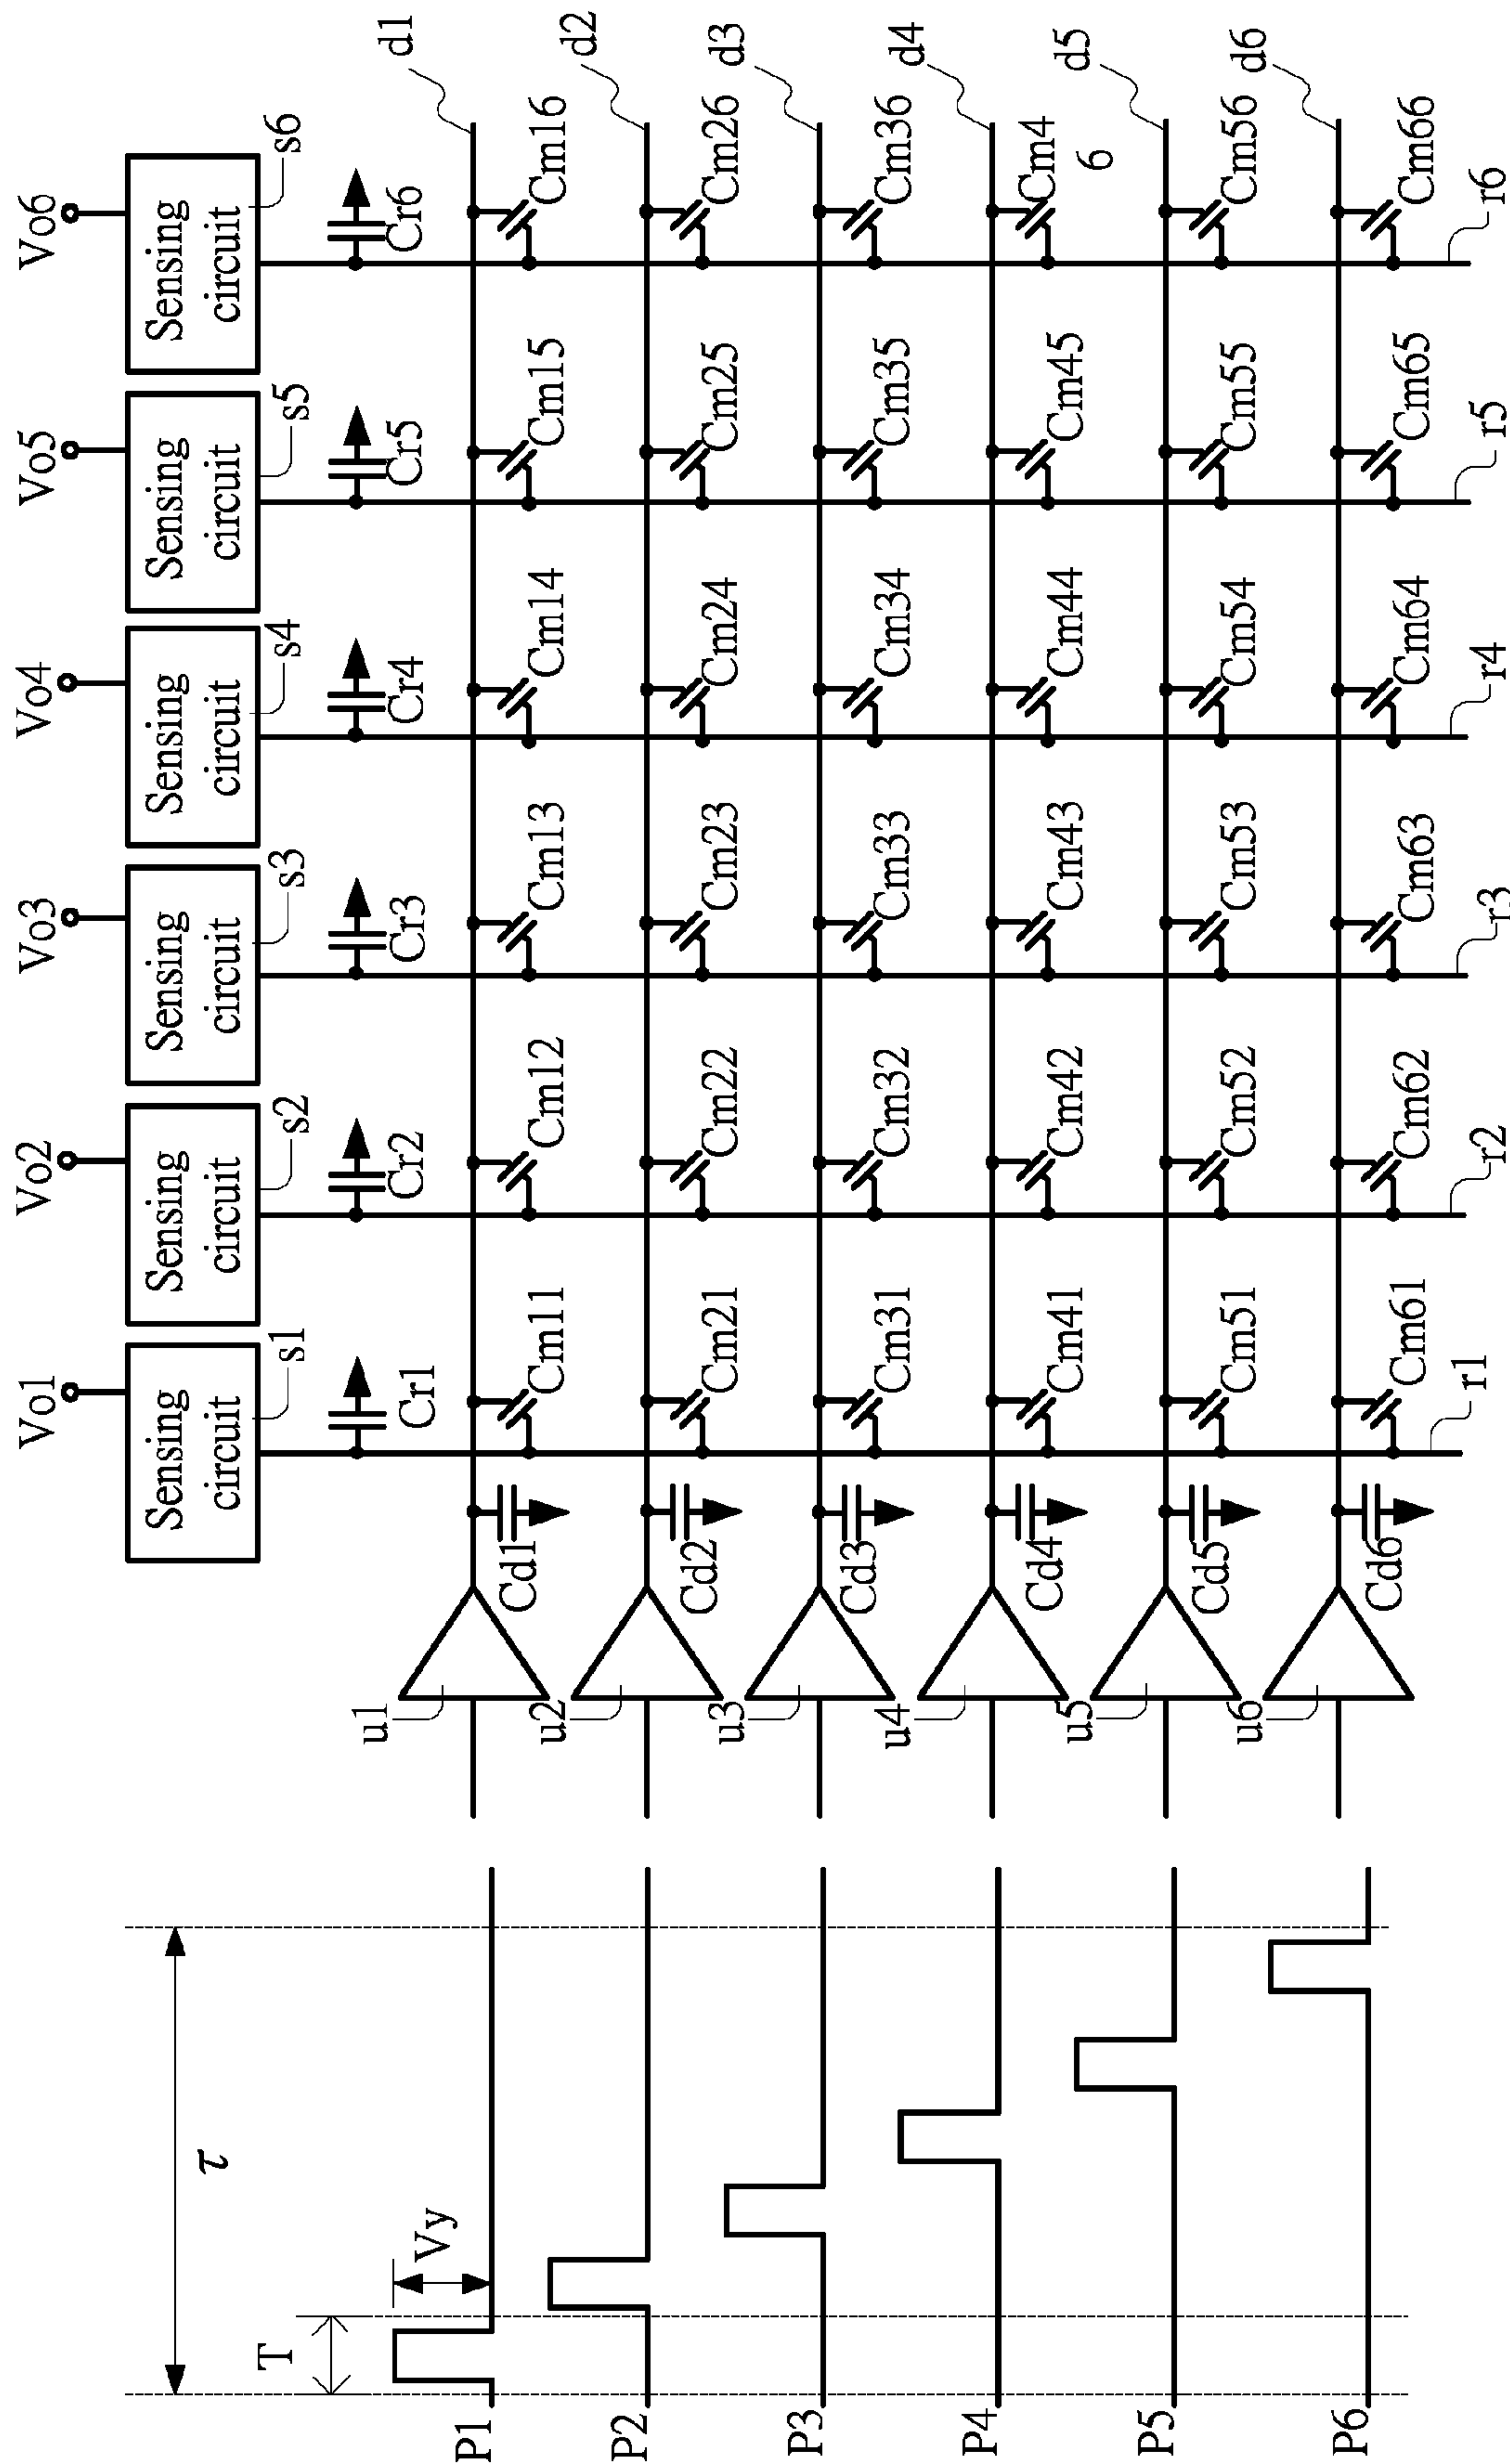 Vo1
Vo2
Vo3
Vo4
Vo5
Vo6
Sensing
circuit
Sensing
circuit
Sensing
circuit
Sensing
circuit
Sensing
circuit
Sensing
circuit
s1
s2
s3
s4
s5
s6
Cr1
Cr2
Cr3
Cr4
Cr5
Cr6
d1
d2
d3
d4
d5
d6
τ
T
Vy
P1
P2
P3
P4
P5
P6
u1
u2
u3
u4
u5
u6
Cd1
Cd2
Cd3
Cd4
Cd5
Cd6
Cm11
Cm12
Cm13
Cm14
Cm15
Cm16
Cm21
Cm22
Cm23
Cm24
Cm25
Cm26
Cm31
Cm32
Cm33
Cm34
Cm35
Cm36
Cm41
Cm42
Cm43
Cm44
Cm45
Cm4
6
Cm51
Cm52
Cm53
Cm54
Cm55
Cm56
Cm61
Cm62
Cm63
Cm64
Cm65
Cm66
r1
r2
r3
r4
r5
r6